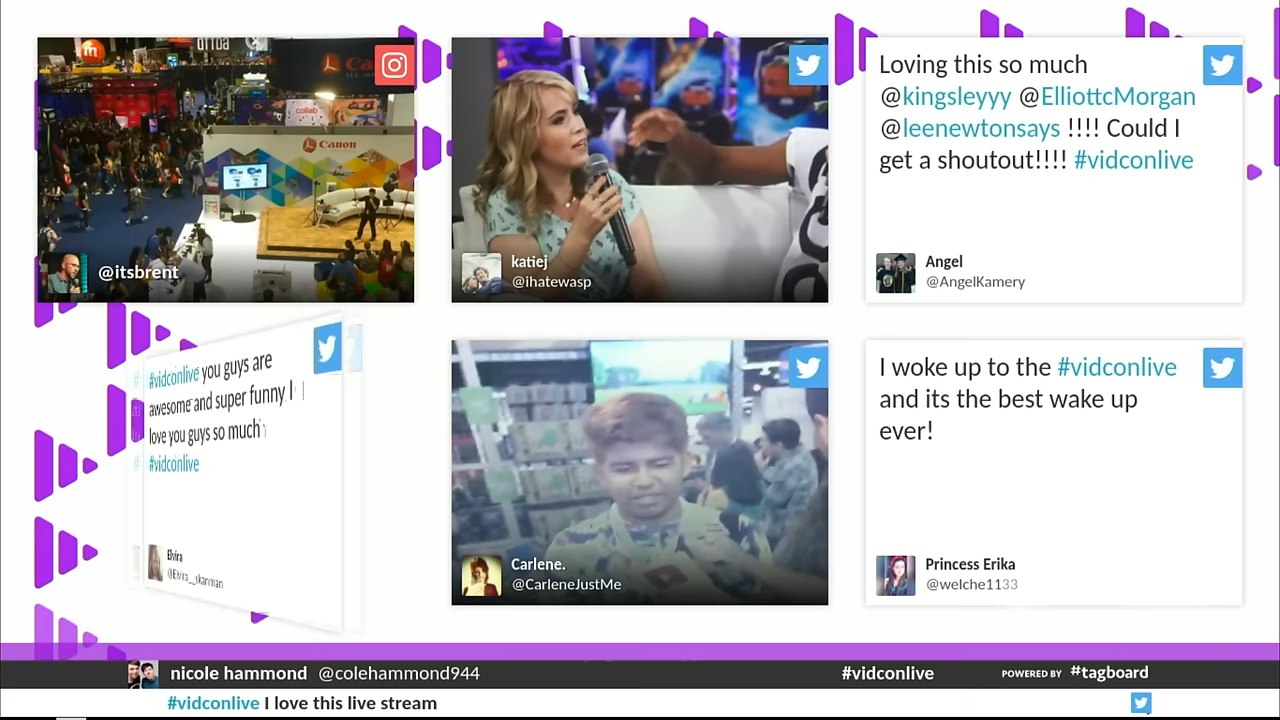 Canon
collab
@itsbrent
katiej
@ihatewasp
Loving this so much
@kingsleyyy @ElliottcMorgan
@leenewtonsays !!!! Could I
get a shoutout!!!! #vidconlive
Angel
@AngelKamery
#vidconlive you guys are
awesome and super funny I
love you guys so much
#vidconlive
Elvira
@Elvira__skanman
Carlene.
@CarleneJustMe
I woke up to the #vidconlive
and its the best wake up
ever!
Princess Erika
@welche1133
nicole hammond @colehammond944
#vidconlive
POWERED BY #tagboard
#vidconlive I love this live stream